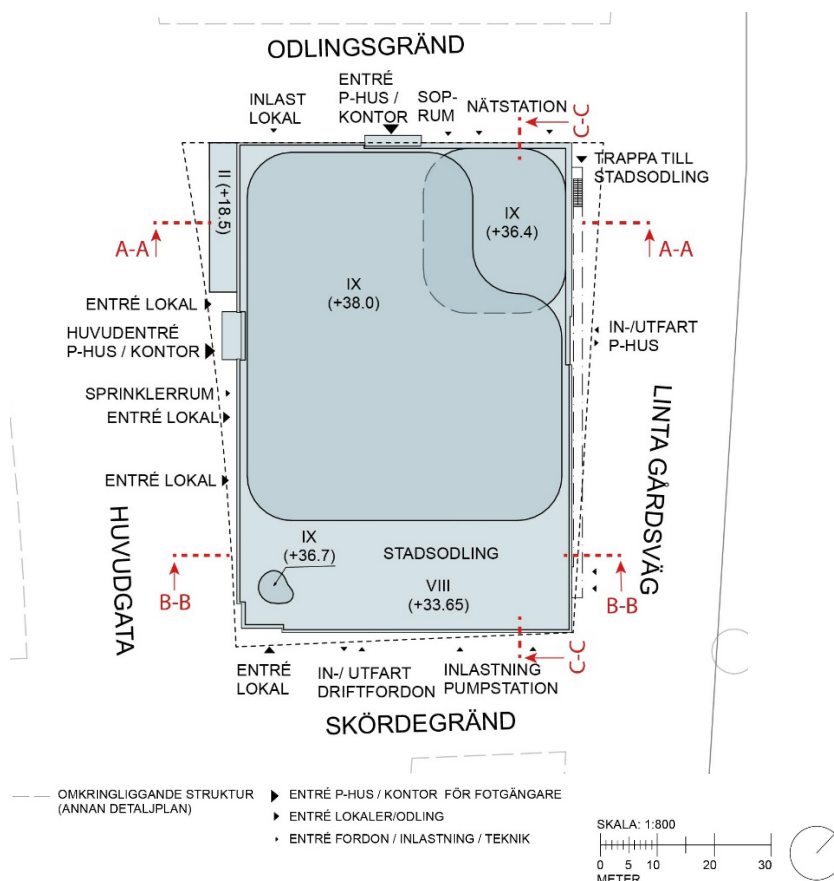 ODLINGSGRÄND
INLAST
LOKAL
ENTRÉ
P-HUS /
KONTOR
SOP-
RUM
NÄTSTATION
C-C
TRAPPA TILL
STADSODLING
II (+18.5)
IX
(+36.4)
A-A
A-A
IX
(+38.0)
ENTRÉ LOKAL
HUVUDENTRÉ
P-HUS / KONTOR
IN-/UTFART
P-HUS
SPRINKLERRUM
ENTRÉ LOKAL
ENTRÉ LOKAL
HUVUDGATA
LINTA GÅRDSVÄG
IX
(+36.7)
STADSODLING
VIII
(+33.65)
B-B
B-B
C-C
ENTRÉ
LOKAL
IN-/ UTFART
DRIFTFORDON
INLASTNING
PUMPSTATION
SKÖRDEGRÄND
OMKRINGLIGGANDE STRUKTUR
(ANNAN DETALJPLAN)
ENTRÉ P-HUS / KONTOR FÖR FOTGÄNGARE
ENTRÉ LOKALER/ODLING
ENTRÉ FORDON / INLASTNING / TEKNIK
SKALA: 1:800
0 5 10 20 30
METER